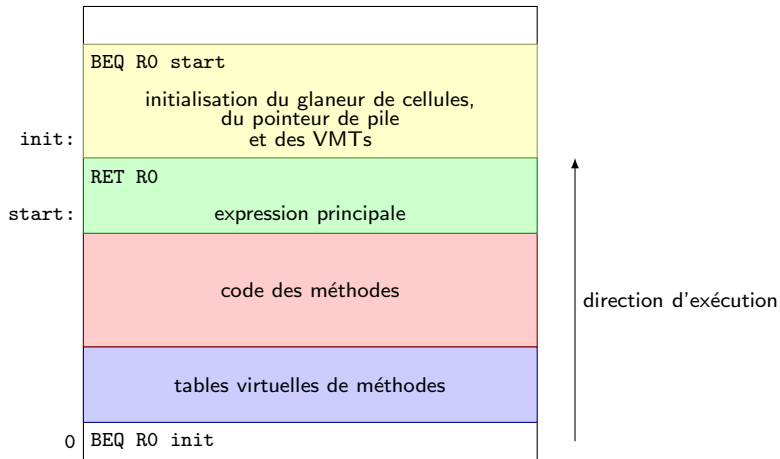 BEQ R0 start
initialisation du glaneur de cellules,
du pointeur de pile
init:
et des VMTs
RET R0
start:
expression principale
code des méthodes
direction d'exécution
tables virtuelles de méthodes
0
BEQ R0 init